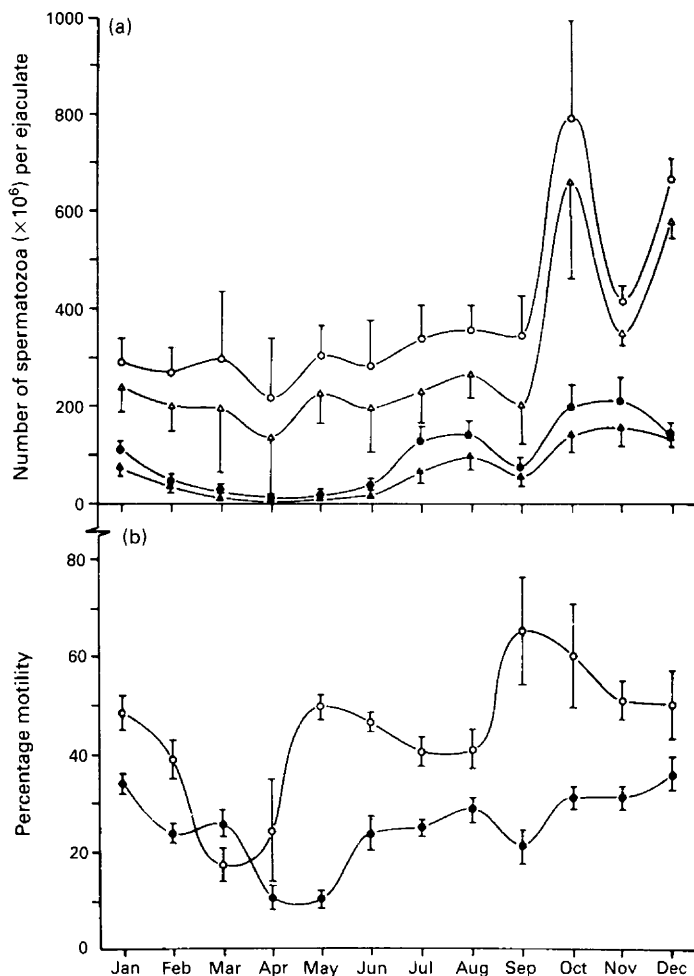 (a)
Number of spermatozoa (×10⁶) per ejaculate
1000
800
600
400
200
0
(b)
Percentage motility
80
60
40
20
0
Jan Feb Mar Apr May Jun Jul Aug Sep Oct Nov Dec